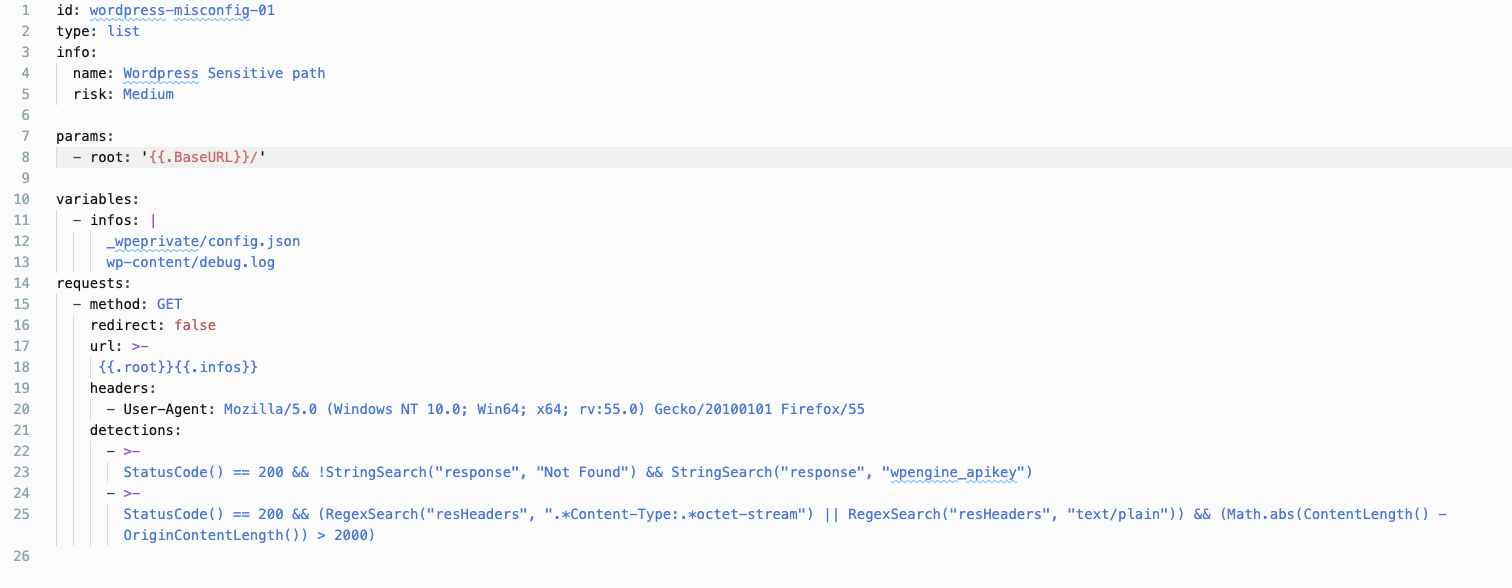 1 id: wordpress-misconfig-01
2 type: list
3 info:
4 name: Wordpress Sensitive path
5 risk: Medium
6
7 params:
8 - root: '{{.BaseURL}}/'
9
10 variables:
11 - infos: |
12 _wpeprivate/config.json
13 wp-content/debug.log
14 requests:
15 - method: GET
16 redirect: false
17 url: >-
18 {{.root}}{{.infos}}
19 headers:
20 - User-Agent: Mozilla/5.0 (Windows NT 10.0; Win64; x64; rv:55.0) Gecko/20100101 Firefox/55
21 detections:
22 - >-
23 StatusCode() == 200 && !StringSearch("response", "Not Found") && StringSearch("response", "wpengine_apikey")
24 - >-
25 StatusCode() == 200 && (RegexSearch("resHeaders", ".*Content-Type:.*octet-stream") || RegexSearch("resHeaders", "text/plain")) && (Math.abs(ContentLength() -
OriginContentLength()) > 2000)
26